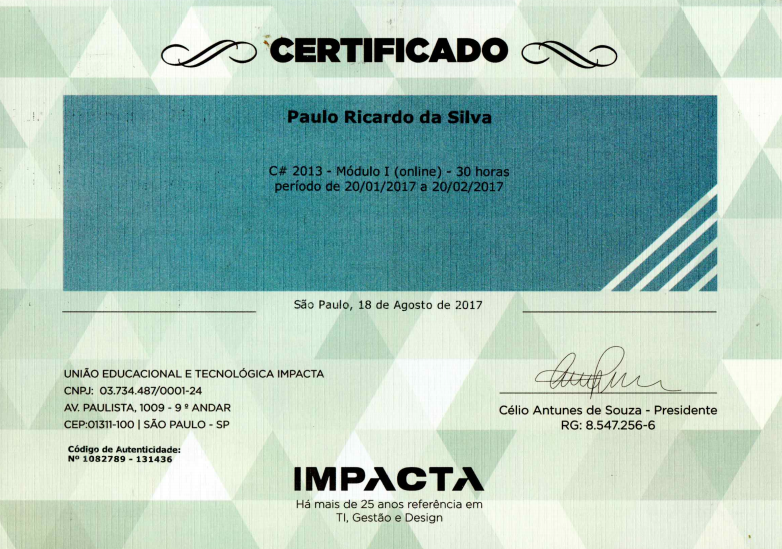 CERTIFICADO
Paulo Ricardo da Silva
C# 2013 - Módulo I (online) - 30 horas
período de 20/01/2017 a 20/02/2017
São Paulo, 18 de Agosto de 2017
UNIÃO EDUCACIONAL E TECNOLÓGICA IMPACTA
CNPJ: 03.734.487/0001-24
AV. PAULISTA, 1009 - 9 º ANDAR
CEP:01311-100 | SÃO PAULO - SP
Célio Antunes de Souza - Presidente
RG: 8.547.256-6
Código de Autenticidade:
Nº 1082789 - 131436
IMPACTA
Há mais de 25 anos referência em
TI, Gestão e Design